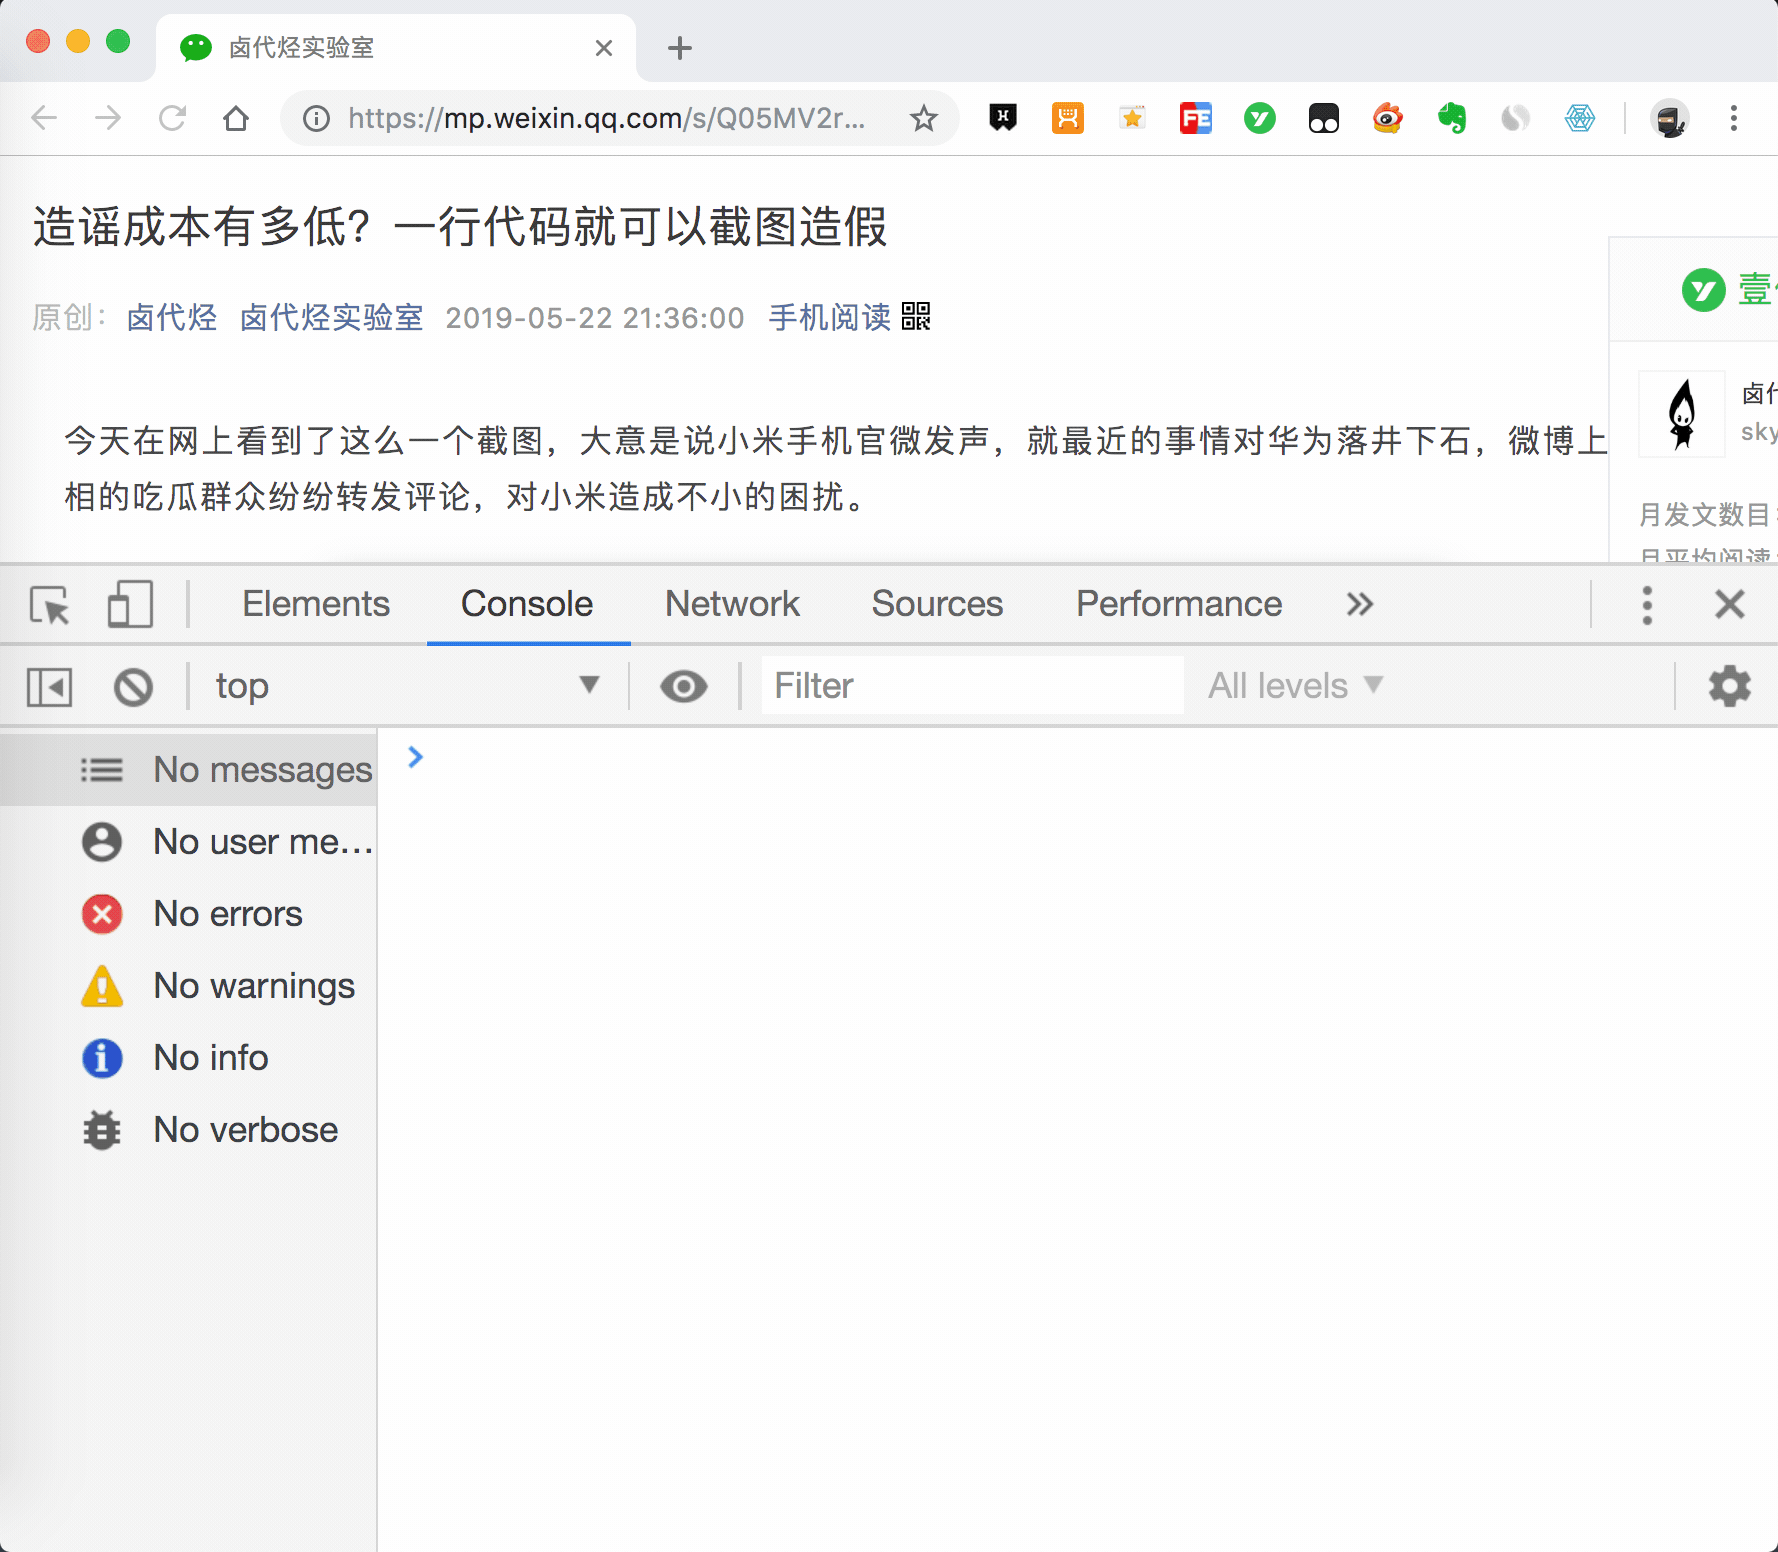 卤代烃实验室
https://mp.weixin.qq.com/s/Q05MV2r...
造谣成本有多低？一行代码就可以截图造假
原创： 卤代烃 卤代烃实验室 2019-05-22 21:36:00 手机阅读
壹
卤代
sky
今天在网上看到了这么一个截图，大意是说小米手机官微发声，就最近的事情对华为落井下石，微博上
相的吃瓜群众纷纷转发评论，对小米造成不小的困扰。
月发文数目
月平均阅读
Elements Console Network Sources Performance
top Filter All levels
No messages
No user me...
No errors
No warnings
No info
No verbose
FE